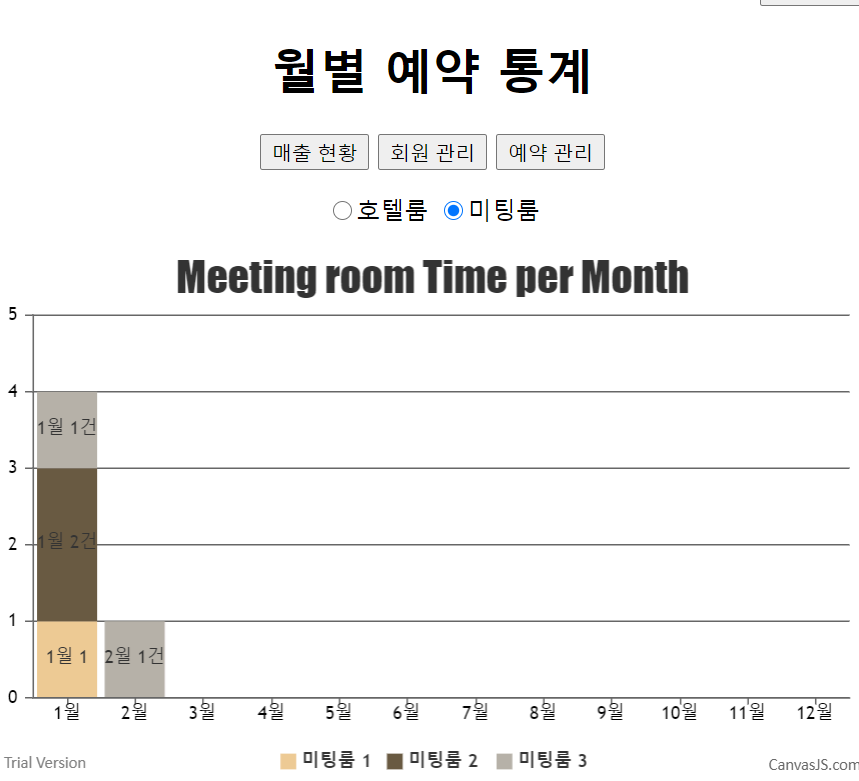 월별 예약 통계
매출 현황 회원 관리 예약 관리
호텔룸 미팅룸
Meeting room Time per Month
5
4
1월 1건
3
2
1월 2건
1
1월 1 2월 1건
0
1월 2월 3월 4월 5월 6월 7월 8월 9월 10월 11월 12월
미팅룸 1 미팅룸 2 미팅룸 3
Trial Version CanvasJS.com